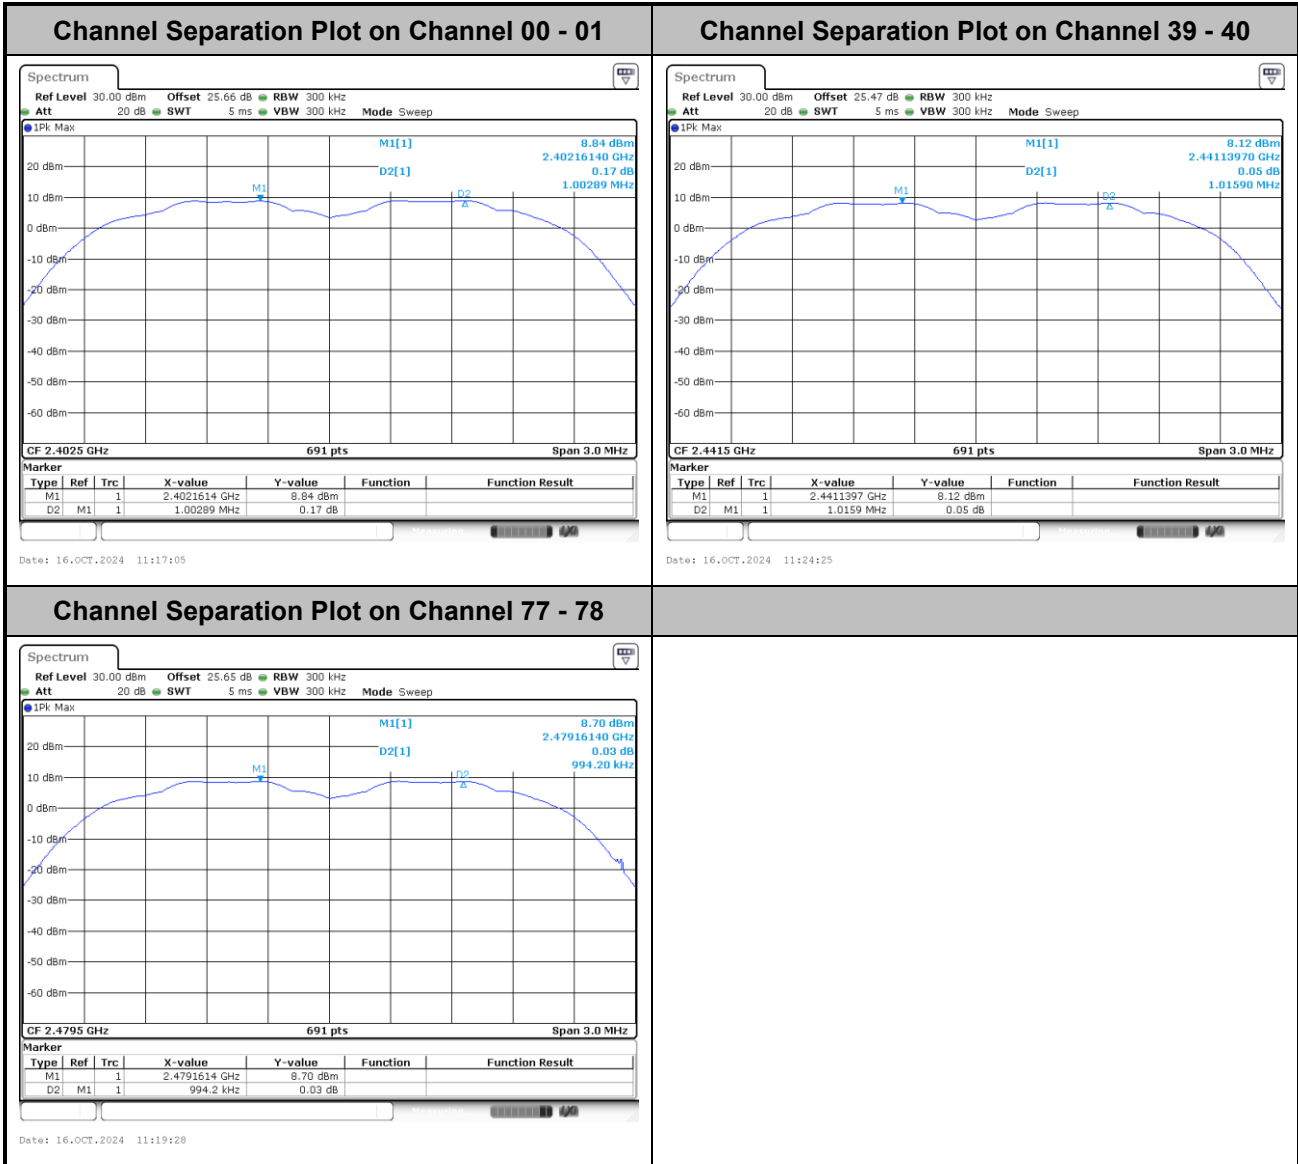 Channel Separation Plot on Channel 00 - 01
Spectrum
Ref Level 30.00 dBm Offset 25.66 dB RBW 300 kHz
Att 20 dB SWT 5 ms VBW 300 kHz Mode Sweep
1Pk Max
M1[1] 8.84 dBm
2.40216140 GHz
D2[1] 0.17 dB
1.00289 MHz
M1
D2
20 dBm
10 dBm
0 dBm
-10 dBm
-20 dBm
-30 dBm
-40 dBm
-50 dBm
-60 dBm
CF 2.4025 GHz 691 pts Span 3.0 MHz
Marker
Type Ref Trc X-value Y-value Function Function Result
M1 1 2.4021614 GHz 8.84 dBm
D2 M1 1 1.00289 MHz 0.17 dB
Date: 16.OCT.2024 11:17:05
Channel Separation Plot on Channel 39 - 40
Spectrum
Ref Level 30.00 dBm Offset 25.47 dB RBW 300 kHz
Att 20 dB SWT 5 ms VBW 300 kHz Mode Sweep
1Pk Max
M1[1] 8.12 dBm
2.44113970 GHz
D2[1] 0.05 dB
1.01590 MHz
M1
D2
20 dBm
10 dBm
0 dBm
-10 dBm
-20 dBm
-30 dBm
-40 dBm
-50 dBm
-60 dBm
CF 2.4415 GHz 691 pts Span 3.0 MHz
Marker
Type Ref Trc X-value Y-value Function Function Result
M1 1 2.4411397 GHz 8.12 dBm
D2 M1 1 1.0159 MHz 0.05 dB
Date: 16.OCT.2024 11:24:25
Channel Separation Plot on Channel 77 - 78
Spectrum
Ref Level 30.00 dBm Offset 25.65 dB RBW 300 kHz
Att 20 dB SWT 5 ms VBW 300 kHz Mode Sweep
1Pk Max
M1[1] 8.70 dBm
2.47916140 GHz
D2[1] 0.03 dB
994.20 kHz
M1
D2
20 dBm
10 dBm
0 dBm
-10 dBm
-20 dBm
-30 dBm
-40 dBm
-50 dBm
-60 dBm
CF 2.4795 GHz 691 pts Span 3.0 MHz
Marker
Type Ref Trc X-value Y-value Function Function Result
M1 1 2.4791614 GHz 8.70 dBm
D2 M1 1 994.2 kHz 0.03 dB
Date: 16.OCT.2024 11:19:28